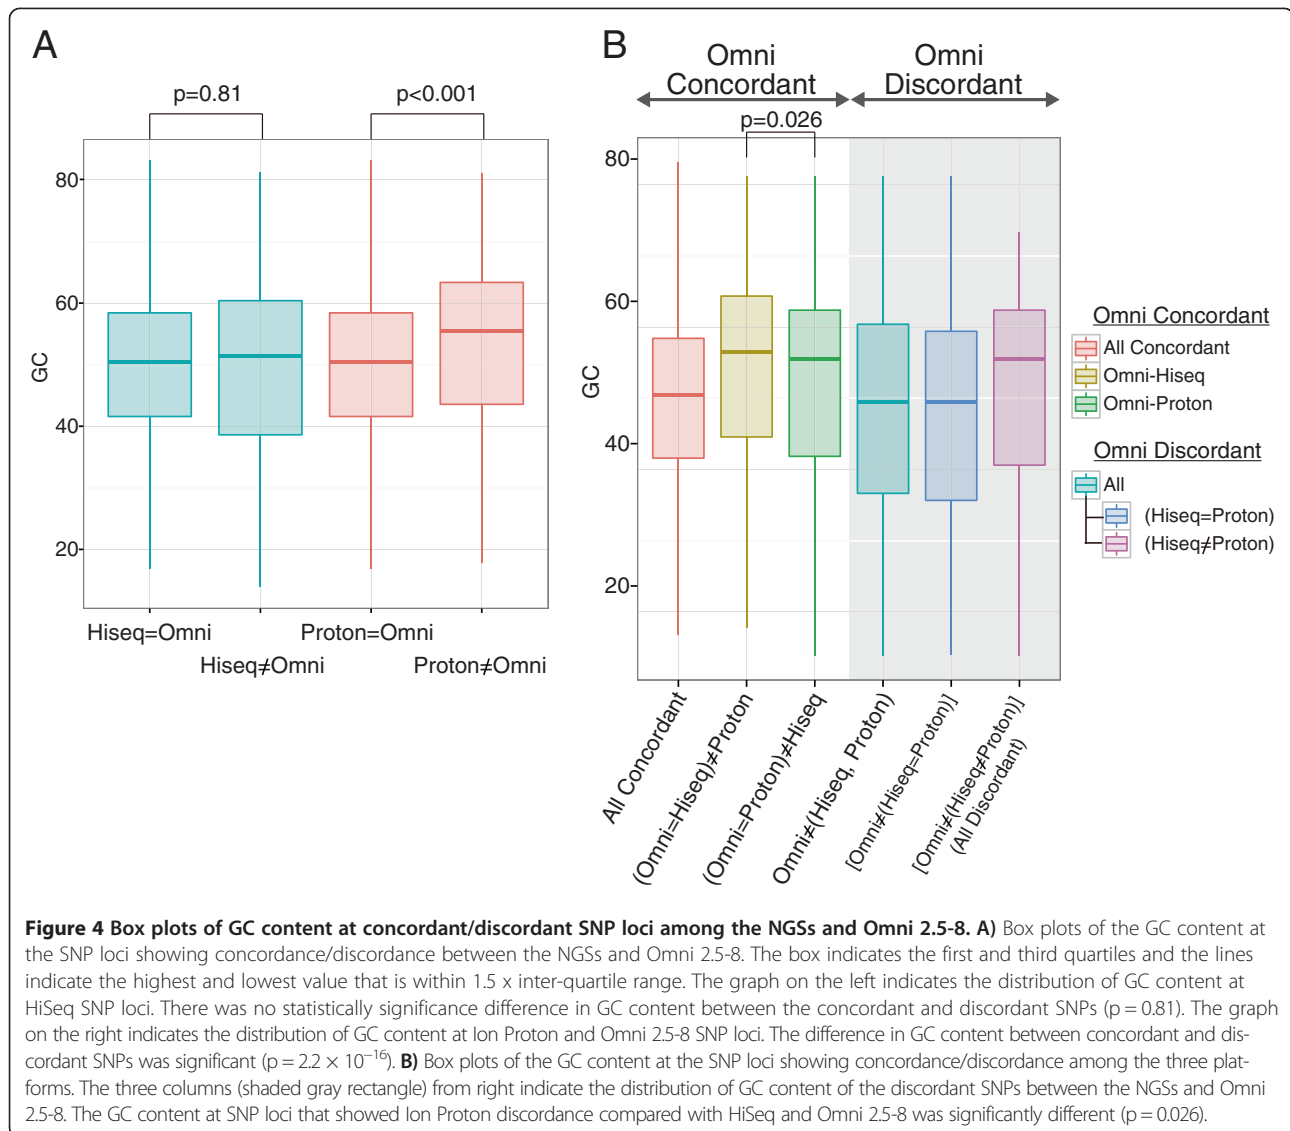 A
p=0.81
p<0.001
GC
80
60
40
20
Hiseq=Omni
Hiseq≠Omni
Proton=Omni
Proton≠Omni
B
Omni
Concordant
Omni
Discordant
p=0.026
GC
80
60
40
20
All Concordant
(Omni=Hiseq)≠Proton
(Omni=Proton)≠Hiseq
Omni≠(Hiseq, Proton)
[Omni≠(Hiseq=Proton)]
[Omni≠(Hiseq≠Proton)]
(All Discordant)
Omni Concordant
All Concordant
Omni-Hiseq
Omni-Proton
Omni Discordant
All
(Hiseq=Proton)
(Hiseq≠Proton)
Figure 4 Box plots of GC content at concordant/discordant SNP loci among the NGSs and Omni 2.5-8. A) Box plots of the GC content at
the SNP loci showing concordance/discordance between the NGSs and Omni 2.5-8. The box indicates the first and third quartiles and the lines
indicate the highest and lowest value that is within 1.5 x inter-quartile range. The graph on the left indicates the distribution of GC content at
HiSeq SNP loci. There was no statistically significance difference in GC content between the concordant and discordant SNPs (p = 0.81). The graph
on the right indicates the distribution of GC content at Ion Proton and Omni 2.5-8 SNP loci. The difference in GC content between concordant and dis-
cordant SNPs was significant (p = 2.2 × 10⁻¹⁶). B) Box plots of the GC content at the SNP loci showing concordance/discordance among the three plat-
forms. The three columns (shaded gray rectangle) from right indicate the distribution of GC content of the discordant SNPs between the NGSs and Omni
2.5-8. The GC content at SNP loci that showed Ion Proton discordance compared with HiSeq and Omni 2.5-8 was significantly different (p = 0.026).